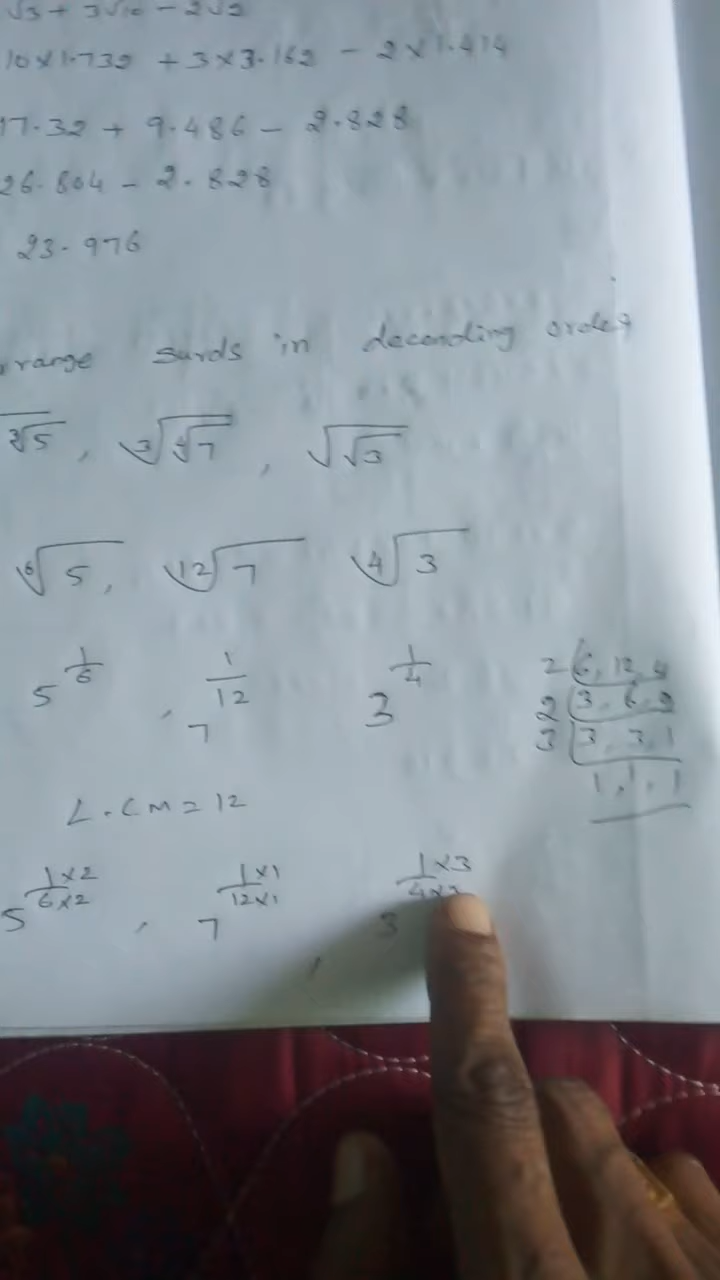 √3 + 3√10 - 2√2
10×1.732 + 3×3.162 - 2×1.414
17.32 + 9.486 - 2.828
26.804 - 2.828
23.976
range surds in decending order
∛5, ∛(∜7), √(√3)
⁶√5, ¹²√7 ⁴√3
5^(1/6), 7^(1/12) 3^(1/4)
2 | 6, 12, 4
2 | 3, 6, 2
3 | 3, 3, 1
1, 1, 1
L.CM = 12
5^(1×2/6×2), 7^(1×1/12×1), 3^(1×3/4×3)